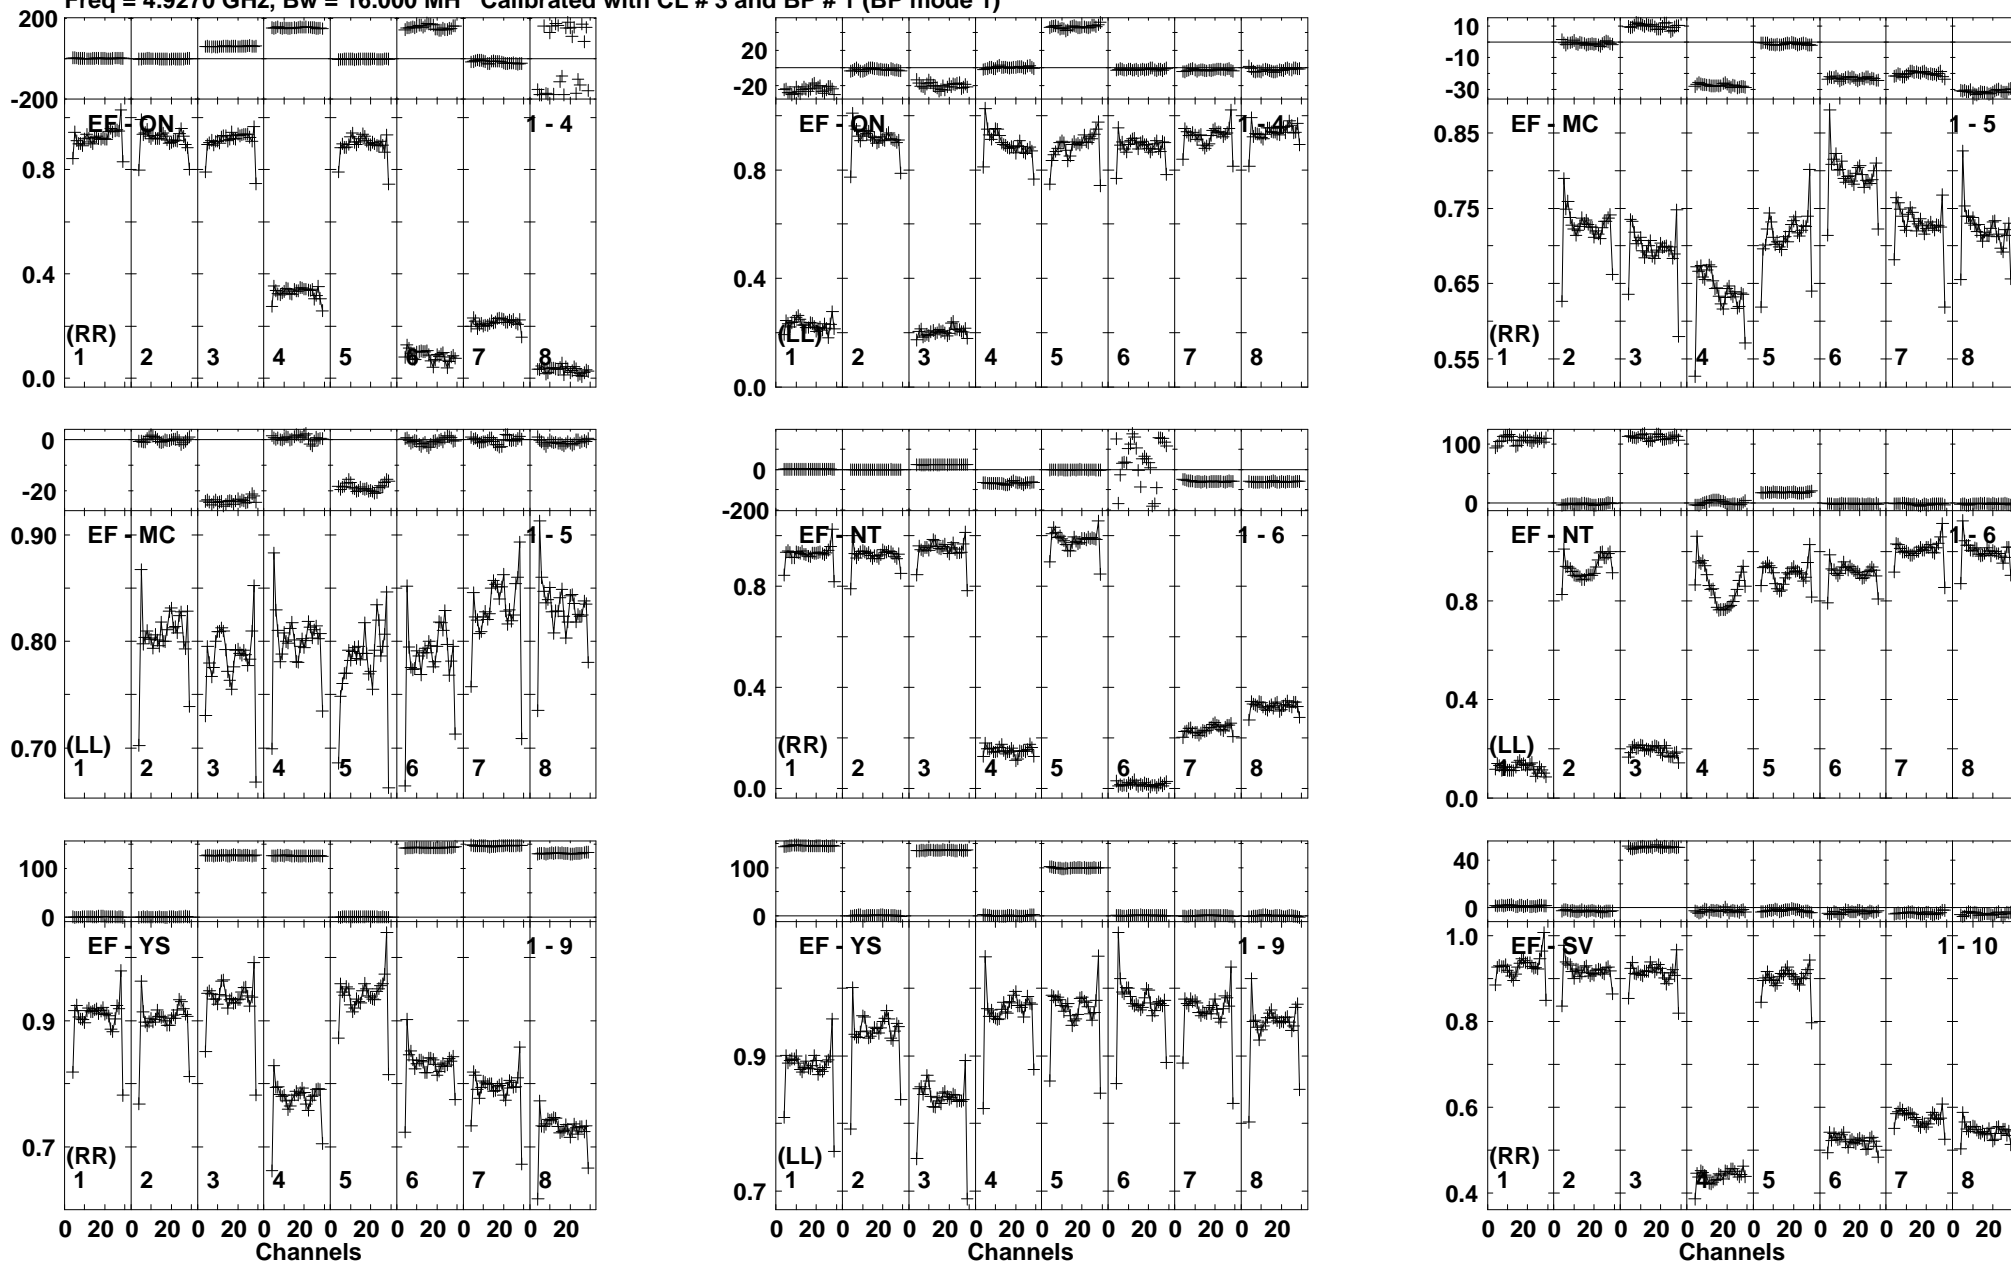 Freq = 4.9270 GHz, Bw = 16.000 MH Calibrated with CL # 3 and BP # 1 (BP mode 1)
200
-200
EF - ON 1 - 4
0.8
0.4
(RR)
0.0
1 2 3 4 5 6 7 8
20
-20
EF - ON 1 - 4
0.8
0.4
(LL)
0.0
1 2 3 4 5 6 7 8
10
-10
-30
EF - MC 1 - 5
0.85
0.75
0.65
(RR)
0.55
1 2 3 4 5 6 7 8
0
-20
EF - MC 1 - 5
0.90
0.80
0.70
(LL)
1 2 3 4 5 6 7 8
0
-200
EF - NT 1 - 6
0.8
0.4
(RR)
0.0
1 2 3 4 5 6 7 8
100
0
EF - NT 1 - 6
0.8
0.4
(LL)
0.0
1 2 3 4 5 6 7 8
100
0
EF - YS 1 - 9
0.9
0.7
(RR)
1 2 3 4 5 6 7 8
0 20 0 20 0 20 0 20 0 20 0 20 0 20 0 20
Channels
100
0
EF - YS 1 - 9
0.9
(LL)
0.7
1 2 3 4 5 6 7 8
0 20 0 20 0 20 0 20 0 20 0 20 0 20 0 20
Channels
40
0
EF - SV 1 - 10
1.0
0.8
0.6
(RR)
0.4
1 2 3 4 5 6 7 8
0 20 0 20 0 20 0 20 0 20 0 20 0 20 0 20
Channels